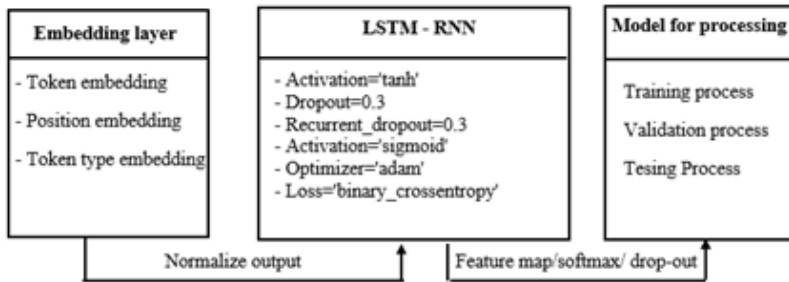 Embedding layer
- Token embedding
- Position embedding
- Token type embedding
LSTM - RNN
- Activation='tanh'
- Dropout=0.3
- Recurrent_dropout=0.3
- Activation='sigmoid'
- Optimizer='adam'
- Loss='binary_crossentropy'
Model for processing
Training process
Validation process
Tesing Process
Normalize output
Feature map/softmax/ drop-out